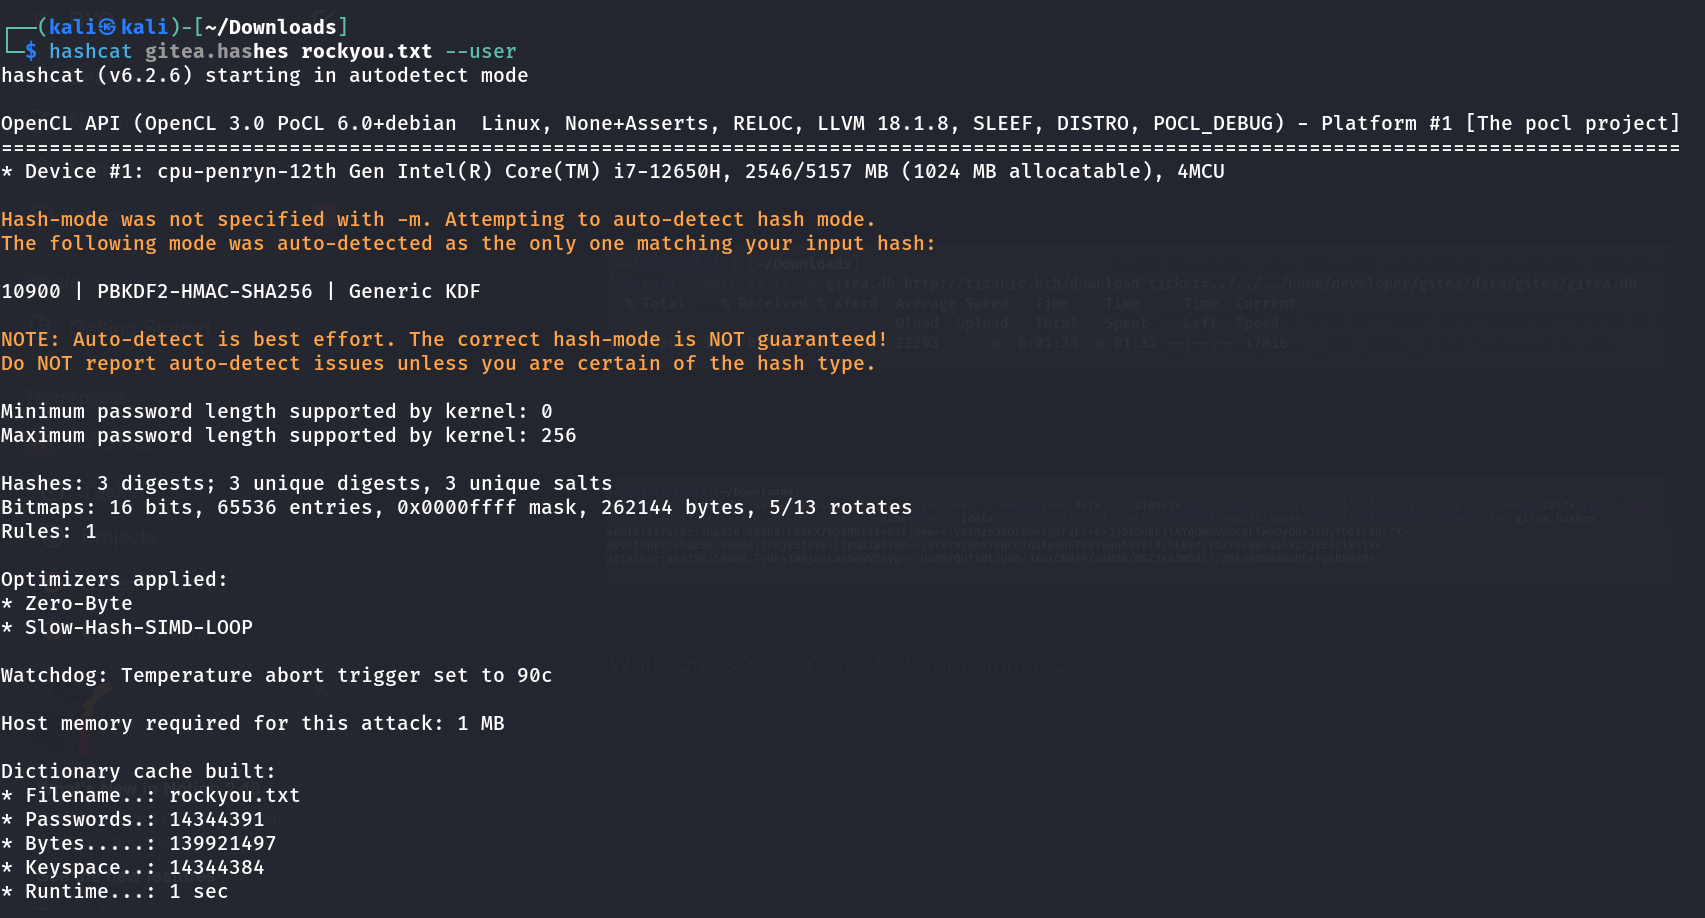 (kali㉿kali)-[~/Downloads]
$ hashcat gitea.hashes rockyou.txt --user
hashcat (v6.2.6) starting in autodetect mode
OpenCL API (OpenCL 3.0 PoCL 6.0+debian  Linux, None+Asserts, RELOC, LLVM 18.1.8, SLEEF, DISTRO, POCL_DEBUG) - Platform #1 [The pocl project]
============================================================================================================================================
* Device #1: cpu-penryn-12th Gen Intel(R) Core(TM) i7-12650H, 2546/5157 MB (1024 MB allocatable), 4MCU
Hash-mode was not specified with -m. Attempting to auto-detect hash mode.
The following mode was auto-detected as the only one matching your input hash:
10900 | PBKDF2-HMAC-SHA256 | Generic KDF
NOTE: Auto-detect is best effort. The correct hash-mode is NOT guaranteed!
Do NOT report auto-detect issues unless you are certain of the hash type.
Minimum password length supported by kernel: 0
Maximum password length supported by kernel: 256
Hashes: 3 digests; 3 unique digests, 3 unique salts
Bitmaps: 16 bits, 65536 entries, 0x0000ffff mask, 262144 bytes, 5/13 rotates
Rules: 1
Optimizers applied:
* Zero-Byte
* Slow-Hash-SIMD-LOOP
Watchdog: Temperature abort trigger set to 90c
Host memory required for this attack: 1 MB
Dictionary cache built:
* Filename..: rockyou.txt
* Passwords.: 14344391
* Bytes.....: 139921497
* Keyspace..: 14344384
* Runtime...: 1 sec